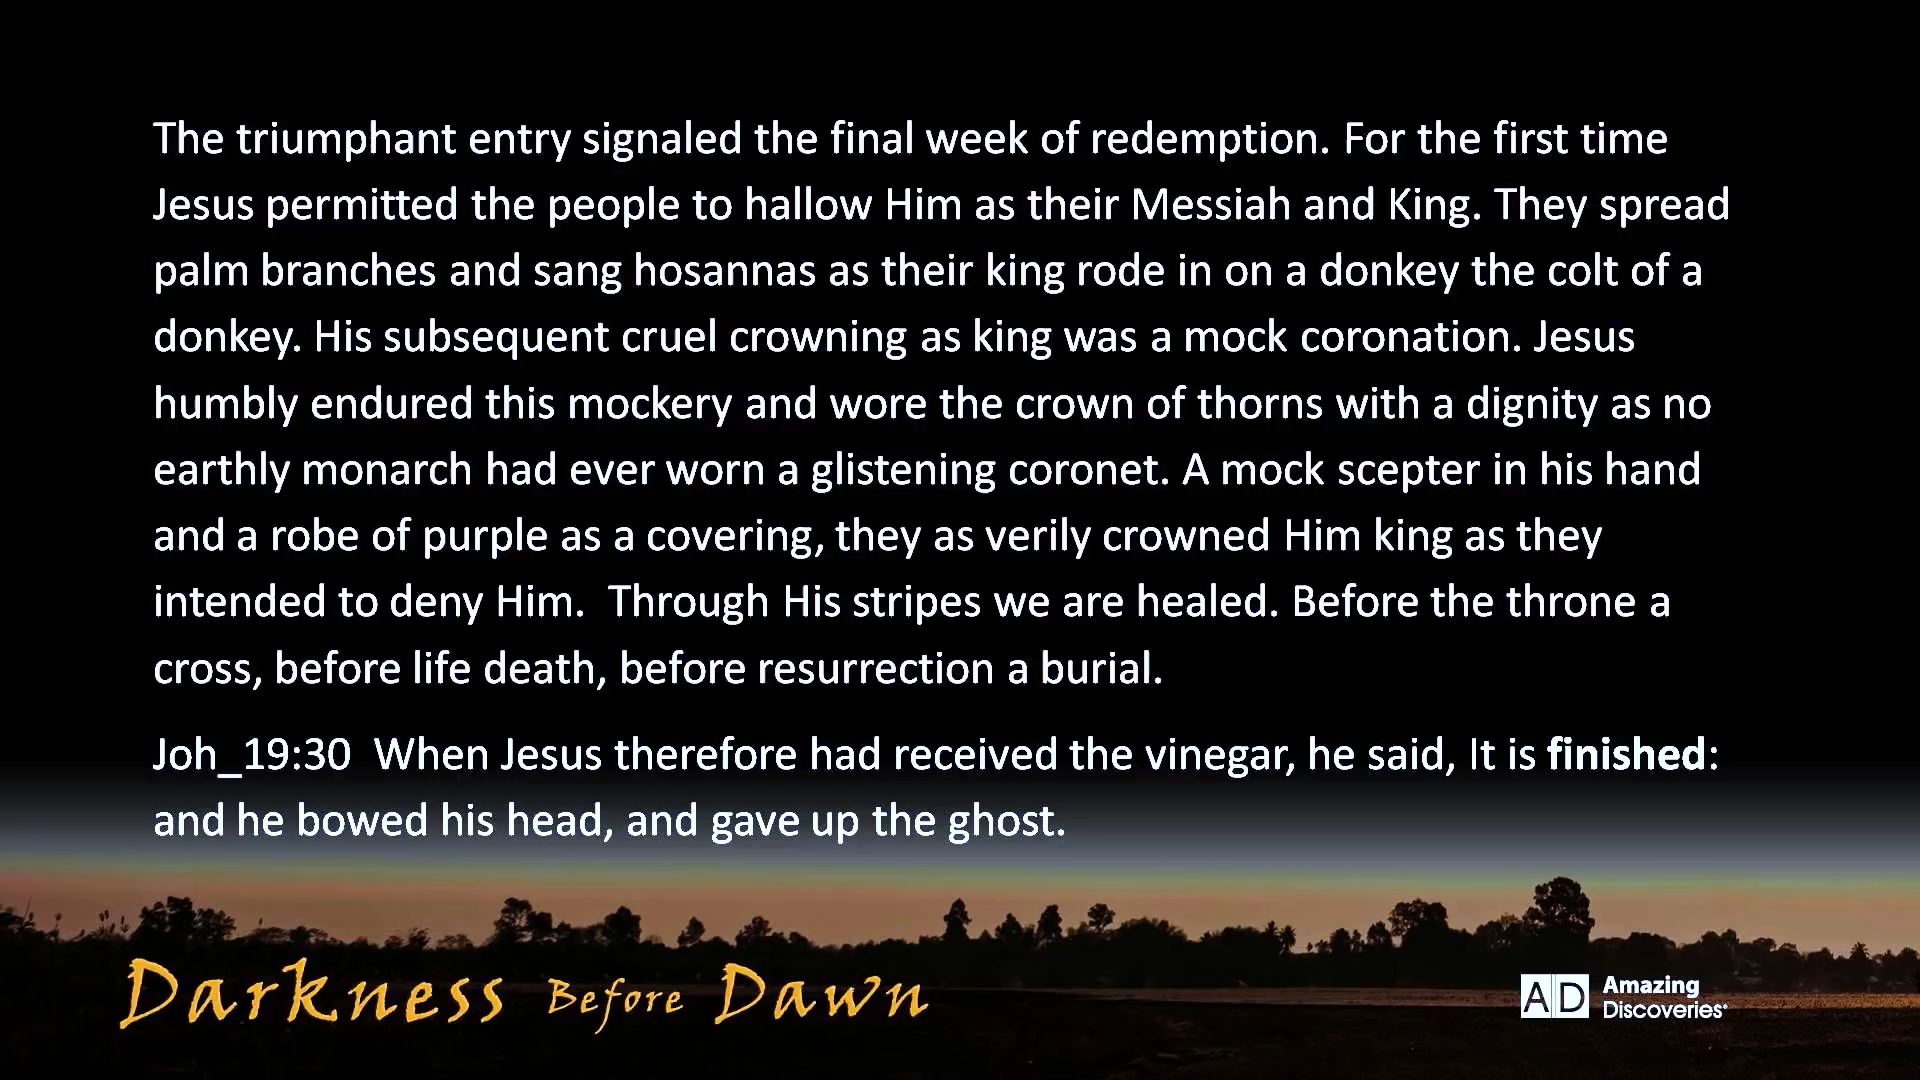 The triumphant entry signaled the final week of redemption. For the first time
Jesus permitted the people to hallow Him as their Messiah and King. They spread
palm branches and sang hosannas as their king rode in on a donkey the colt of a
donkey. His subsequent cruel crowning as king was a mock coronation. Jesus
humbly endured this mockery and wore the crown of thorns with a dignity as no
earthly monarch had ever worn a glistening coronet. A mock scepter in his hand
and a robe of purple as a covering, they as verily crowned Him king as they
intended to deny Him.  Through His stripes we are healed. Before the throne a
cross, before life death, before resurrection a burial.
Joh_19:30  When Jesus therefore had received the vinegar, he said, It is finished:
and he bowed his head, and gave up the ghost.
Darkness Before Dawn
AD
Amazing
Discoveries